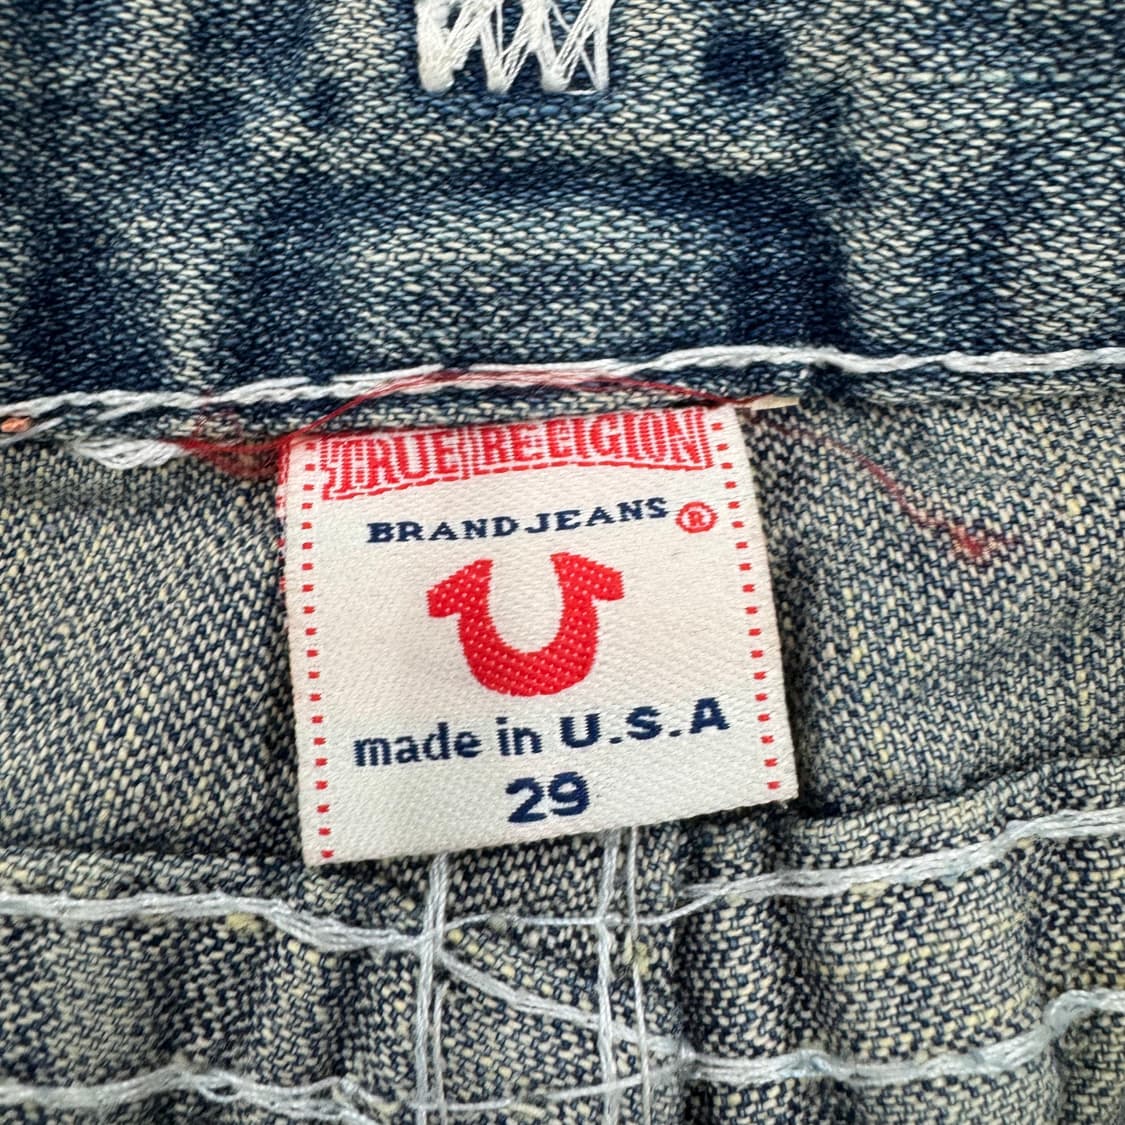 TRUE RELIGION
BRAND JEANS ®
made in U.S.A
29